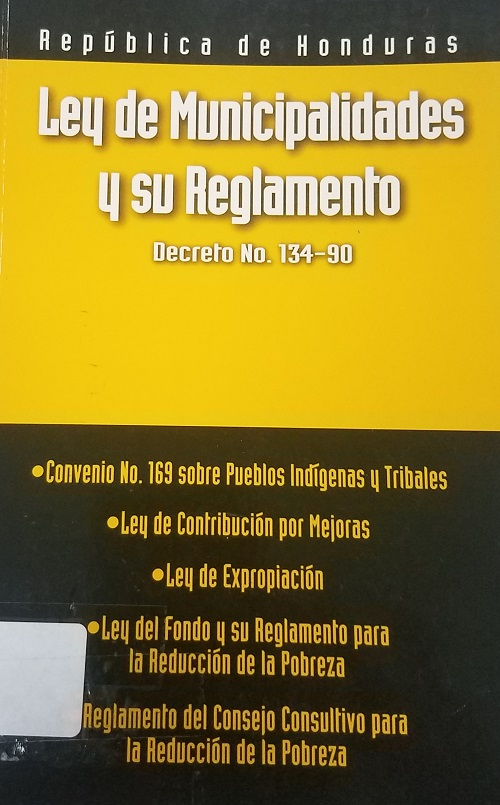 República de Honduras
Ley de Municipalidades
y su Reglamento
Decreto No. 134-90
•Convenio No. 169 sobre Pueblos Indígenas y Tribales
•Ley de Contribución por Mejoras
•Ley de Expropiación
•Ley del Fondo y su Reglamento para
la Reducción de la Pobreza
Reglamento del Consejo Consultivo para
la Reducción de la Pobreza